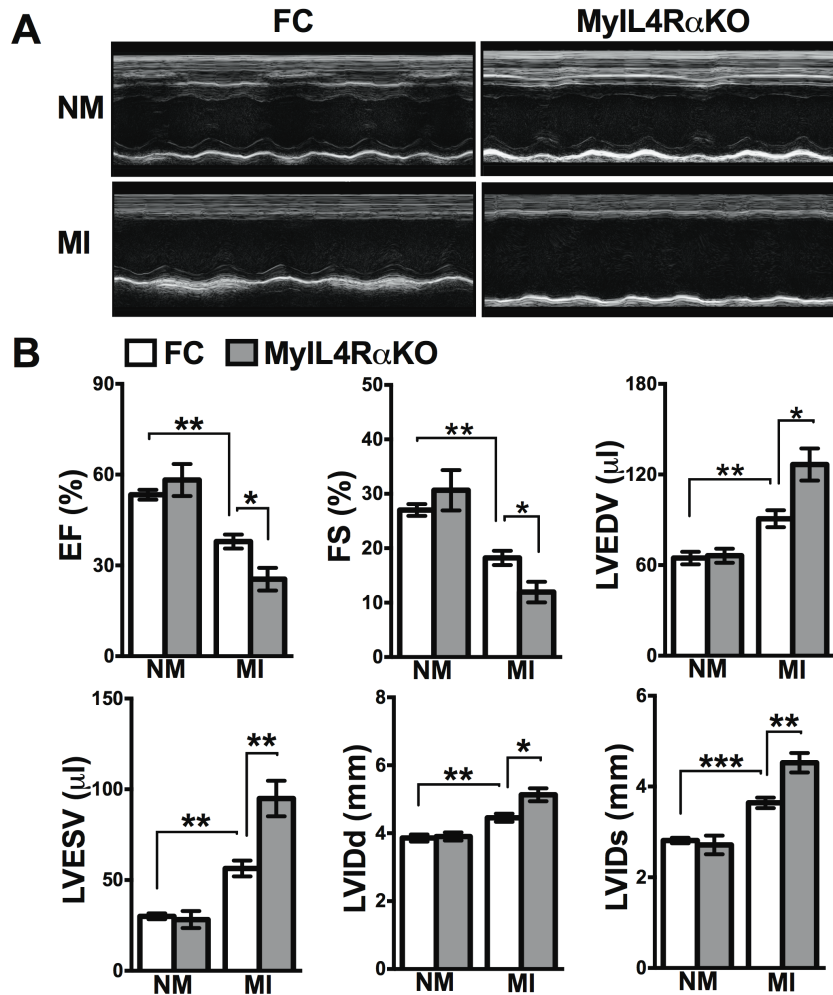 A
FC
MyIL4RαKO
NM
MI
B
FC
MyIL4RαKO
EF (%)
90
60
30
0
**
*
NM
MI
FS (%)
50
40
30
20
10
0
**
*
NM
MI
LVEDV (μl)
180
120
60
0
**
*
NM
MI
LVESV (μl)
150
100
50
0
**
**
NM
MI
LVIDd (mm)
8
6
4
2
0
**
*
NM
MI
LVIDs (mm)
6
4
2
0
***
**
NM
MI